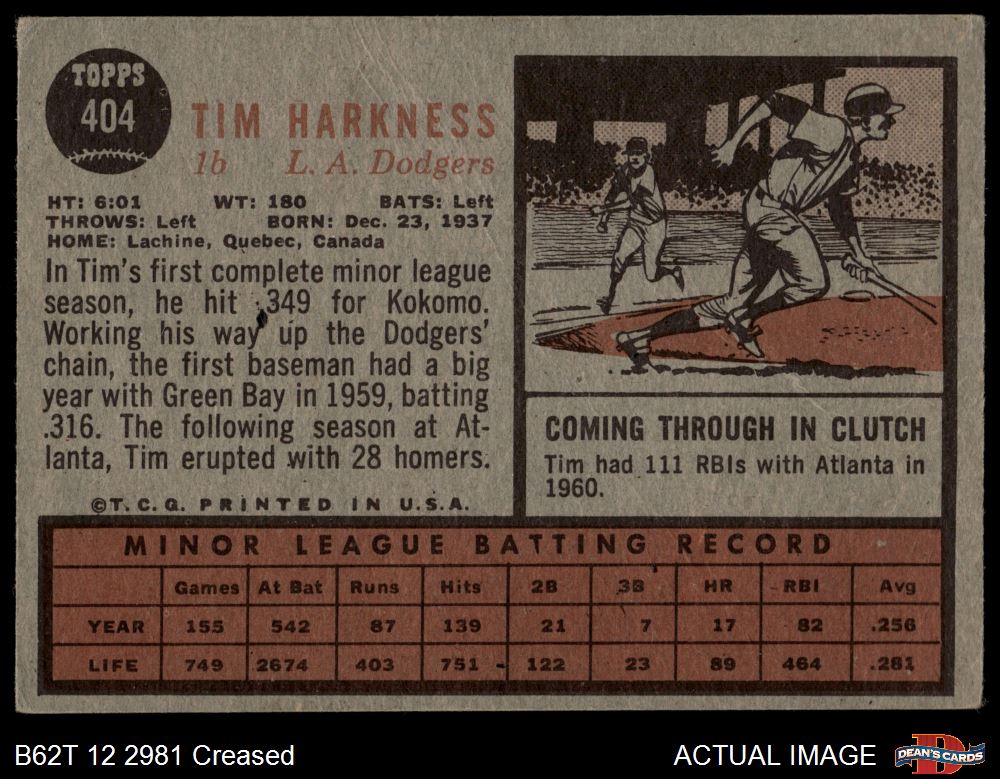 TOPPS
404
TIM HARKNESS
1b L. A. Dodgers
HT: 6:01 WT: 180 BATS: Left
THROWS: Left BORN: Dec. 23, 1937
HOME: Lachine, Quebec, Canada
In Tim's first complete minor league
season, he hit .349 for Kokomo.
Working his way up the Dodgers'
chain, the first baseman had a big
year with Green Bay in 1959, batting
.316. The following season at At-
lanta, Tim erupted with 28 homers.
©T. C. G. PRINTED IN U.S.A.
COMING THROUGH IN CLUTCH
Tim had 111 RBIs with Atlanta in
1960.
MINOR LEAGUE BATTING RECORD
Games At Bat Runs Hits 2B 3B HR RBI Avg
YEAR 155 542 87 139 21 7 17 82 .256
LIFE 749 2674 403 751 122 23 89 464 .281
B62T 12 2981 Creased
ACTUAL IMAGE
DEAN'S CARDS